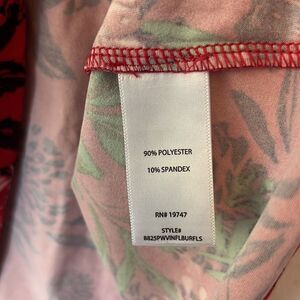 90% POLYESTER
10% SPANDEX
RN# 19747
STYLE#
8825PWVINFLBURFLS